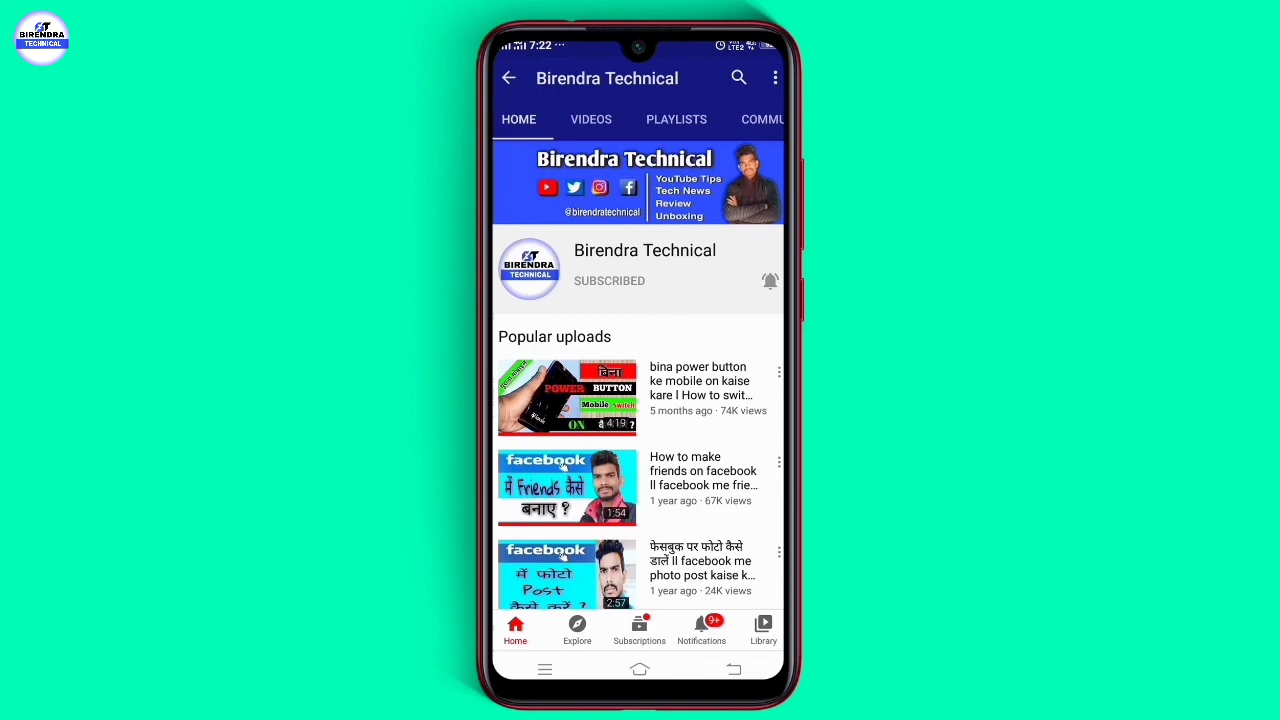 BIRENDRA
TECHNICAL
7:22
LTE2
Birendra Technical
HOME VIDEOS PLAYLISTS COMMU
Birendra Technical
YouTube Tips
Tech News
Review
Unboxing
@birendratechnical
BIRENDRA
TECHNICAL
Birendra Technical
SUBSCRIBED
Popular uploads
बिना
POWER BUTTON
Mobile Switch
ON
4:19
bina power button
ke mobile on kaise
kare l How to swit...
5 months ago · 74K views
facebook
में Friends कैसे
बनाए ?
1:54
How to make
friends on facebook
ll facebook me frie...
1 year ago · 67K views
facebook
में फोटो
Post
कैसे करें ?
2:57
फेसबुक पर फोटो कैसे
डालें ll facebook me
photo post kaise k...
1 year ago · 24K views
9+
Home Explore Subscriptions Notifications Library